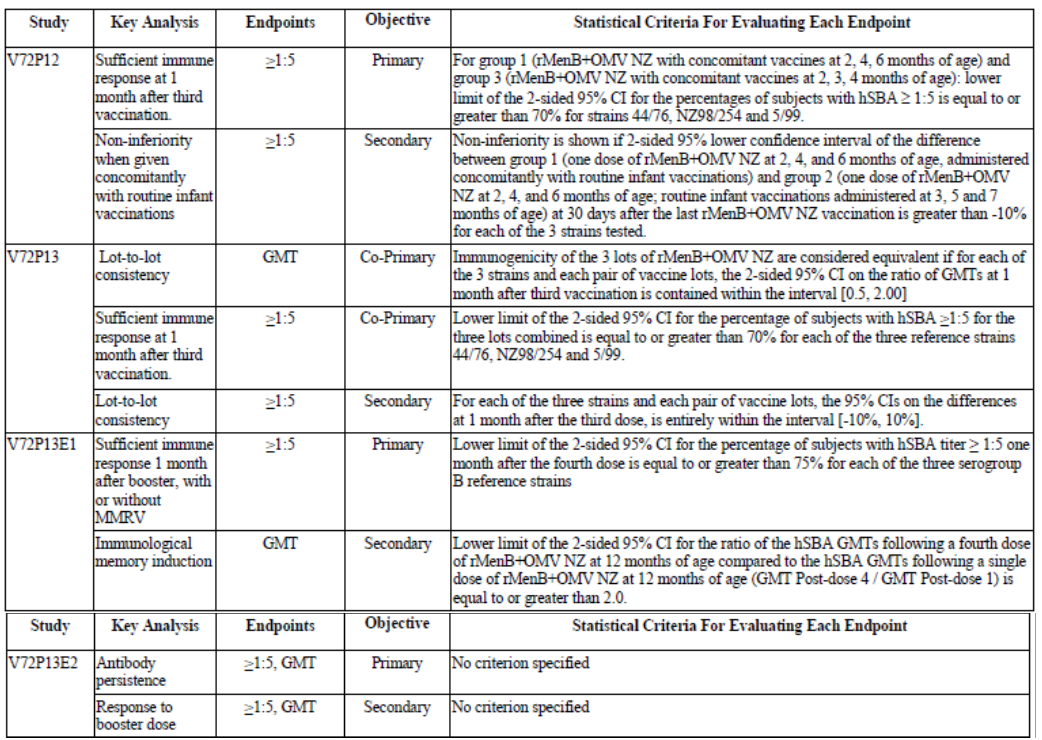 Study Key Analysis Endpoints Objective Statistical Criteria For Evaluating Each Endpoint
V72P12 Sufficient immune response at 1 month after third vaccination. ≥1:5 Primary For group 1 (rMenB+OMV NZ with concomitant vaccines at 2, 4, 6 months of age) and
group 3 (rMenB+OMV NZ with concomitant vaccines at 2, 3, 4 months of age): lower
limit of the 2-sided 95% CI for the percentages of subjects with hSBA ≥ 1:5 is equal to or
greater than 70% for strains 44/76, NZ98/254 and 5/99.
Non-inferiority when given concomitantly with routine infant vaccinations ≥1:5 Secondary Non-inferiority is shown if 2-sided 95% lower confidence interval of the difference
between group 1 (one dose of rMenB+OMV NZ at 2, 4, and 6 months of age, administered
concomitantly with routine infant vaccinations) and group 2 (one dose of rMenB+OMV
NZ at 2, 4, and 6 months of age; routine infant vaccinations administered at 3, 5 and 7
months of age) at 30 days after the last rMenB+OMV NZ vaccination is greater than -10%
for each of the 3 strains tested.
V72P13 Lot-to-lot consistency GMT Co-Primary Immunogenicity of the 3 lots of rMenB+OMV NZ are considered equivalent if for each of
the 3 strains and each pair of vaccine lots, the 2-sided 95% CI on the ratio of GMTs at 1
month after third vaccination is contained within the interval [0.5, 2.00]
Sufficient immune response at 1 month after third vaccination. ≥1:5 Co-Primary Lower limit of the 2-sided 95% CI for the percentage of subjects with hSBA ≥1:5 for the
three lots combined is equal to or greater than 70% for each of the three reference strains
44/76, NZ98/254 and 5/99.
Lot-to-lot consistency ≥1:5 Secondary For each of the three strains and each pair of vaccine lots, the 95% CIs on the differences
at 1 month after the third dose, is entirely within the interval [-10%, 10%].
V72P13E1 Sufficient immune response 1 month after booster, with or without MMRV ≥1:5 Primary Lower limit of the 2-sided 95% CI for the percentage of subjects with hSBA titer ≥ 1:5 one
month after the fourth dose is equal to or greater than 75% for each of the three serogroup
B reference strains
Immunological memory induction GMT Secondary Lower limit of the 2-sided 95% CI for the ratio of the hSBA GMTs following a fourth dose
of rMenB+OMV NZ at 12 months of age compared to the hSBA GMTs following a single
dose of rMenB+OMV NZ at 12 months of age (GMT Post-dose 4 / GMT Post-dose 1) is
equal to or greater than 2.0.
Study Key Analysis Endpoints Objective Statistical Criteria For Evaluating Each Endpoint
V72P13E2 Antibody persistence ≥1:5, GMT Primary No criterion specified
Response to booster dose ≥1:5, GMT Secondary No criterion specified